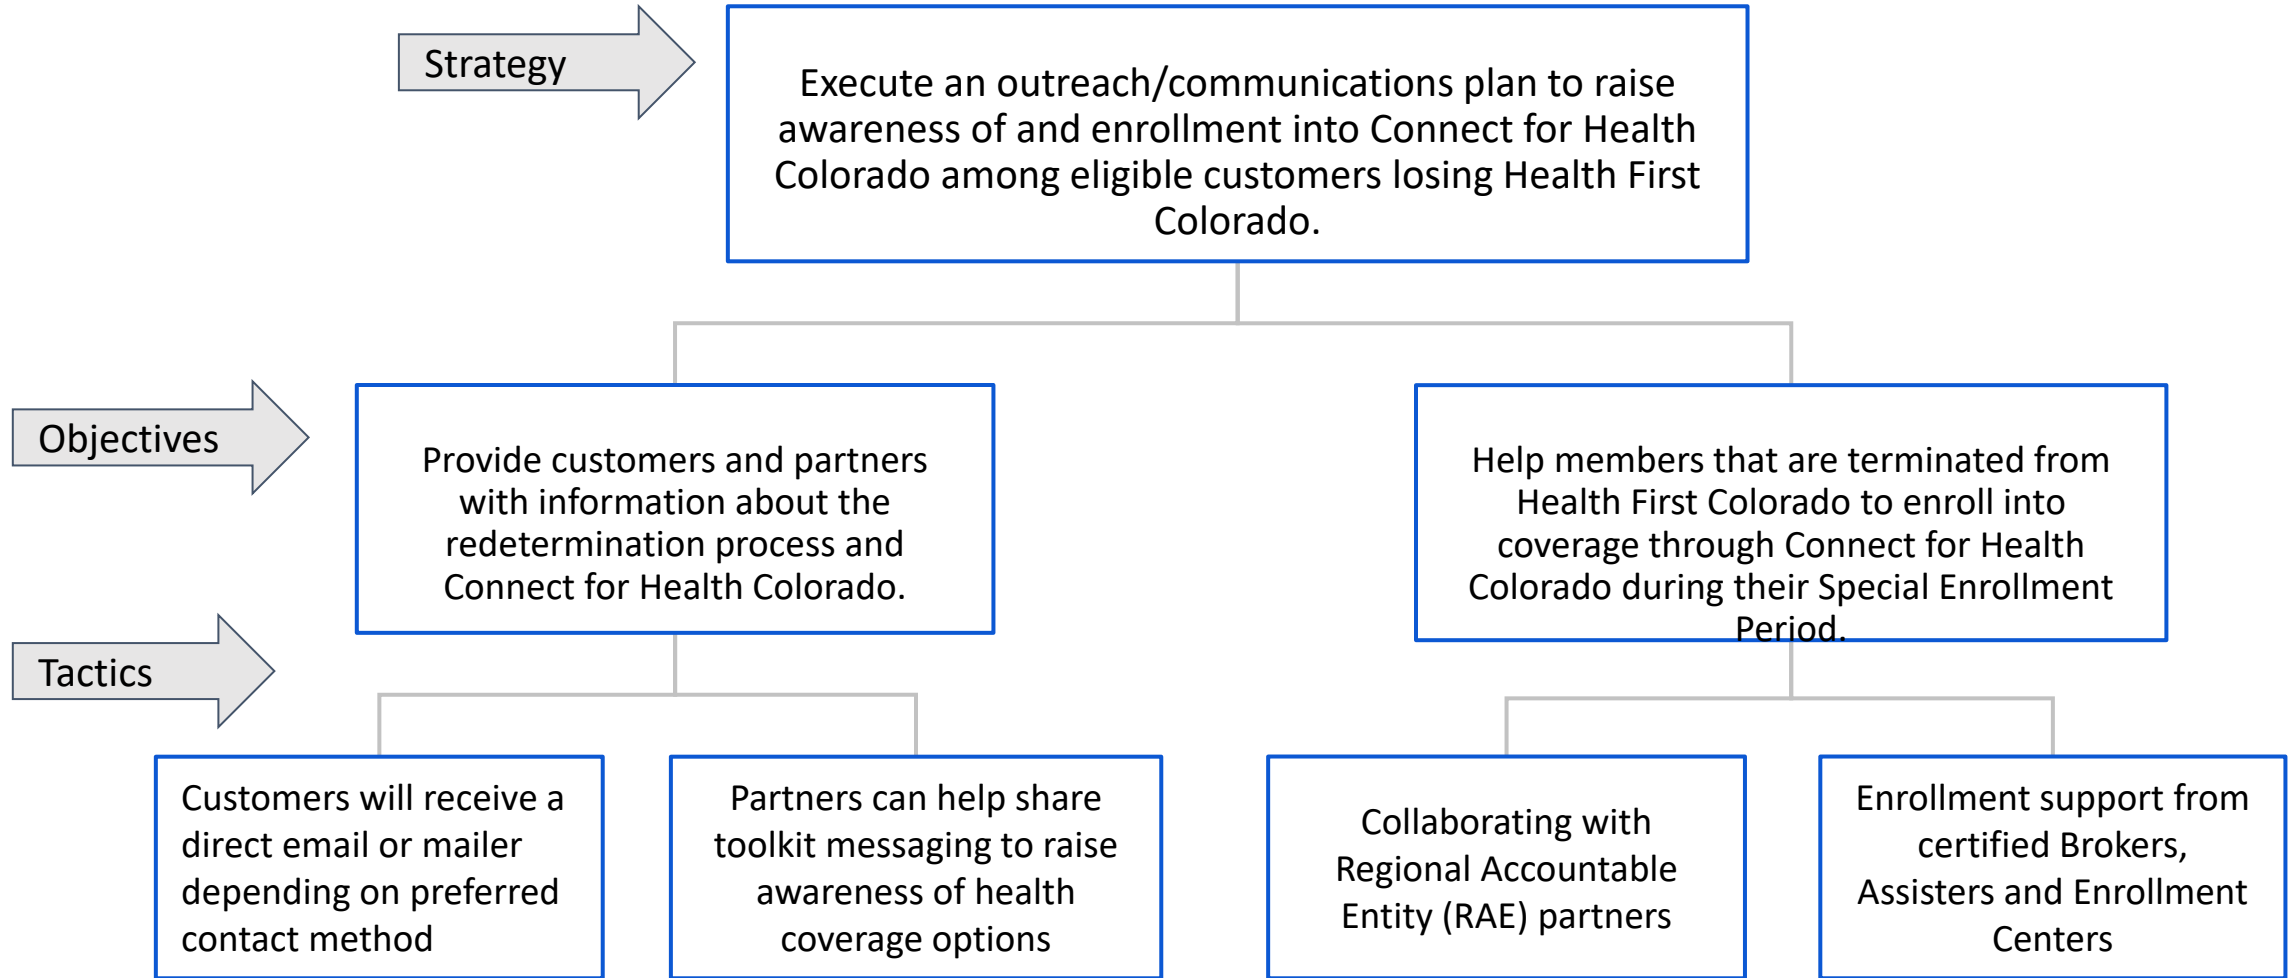 Strategy
Execute an outreach/communications plan to raise
awareness of and enrollment into Connect for Health
Colorado among eligible customers losing Health First
Colorado.
Objectives
Provide customers and partners
with information about the
redetermination process and
Connect for Health Colorado.
Help members that are terminated from
Health First Colorado to enroll into
coverage through Connect for Health
Colorado during their Special Enrollment
Period.
Tactics
Customers will receive a
direct email or mailer
depending on preferred
contact method
Partners can help share
toolkit messaging to raise
awareness of health
coverage options
Collaborating with
Regional Accountable
Entity (RAE) partners
Enrollment support from
certified Brokers,
Assisters and Enrollment
Centers